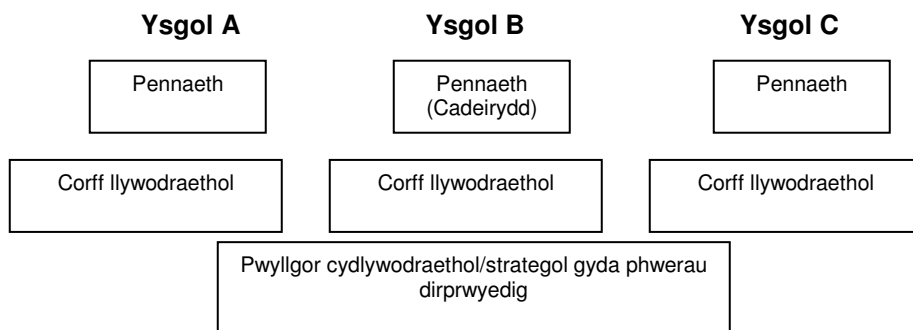 Ysgol A
Ysgol B
Ysgol C
Pennaeth
Pennaeth
(Cadeirydd)
Pennaeth
Corff llywodraethol
Corff llywodraethol
Corff llywodraethol
Pwyllgor cydlywodraethol/strategol gyda phwerau
dirprwyedig